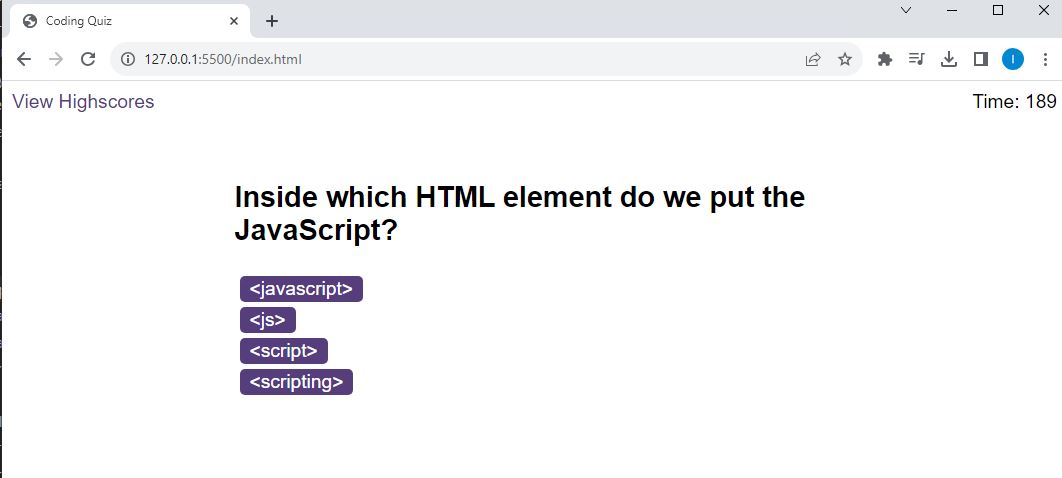 Coding Quiz
127.0.0.1:5500/index.html
I
View Highscores
Time: 189
Inside which HTML element do we put the
JavaScript?
<javascript>
<js>
<script>
<scripting>